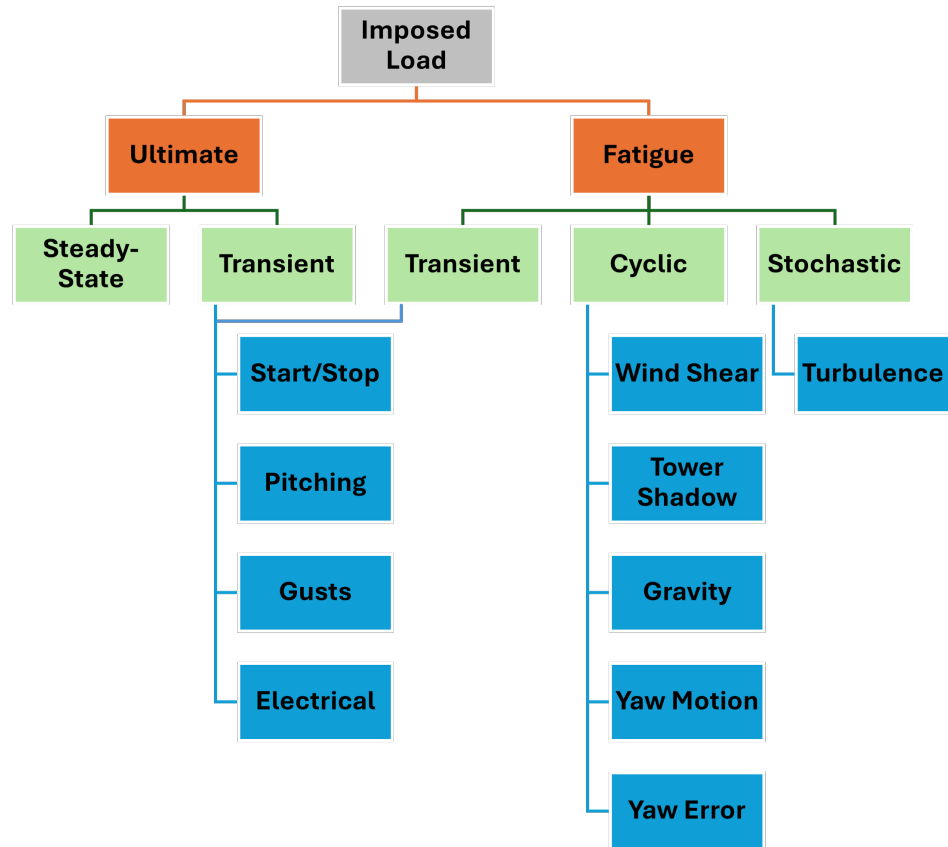 Imposed
Load
Ultimate
Fatigue
Steady-
State
Transient
Transient
Cyclic
Stochastic
Start/Stop
Wind Shear
Turbulence
Pitching
Tower
Shadow
Gusts
Gravity
Electrical
Yaw Motion
Yaw Error